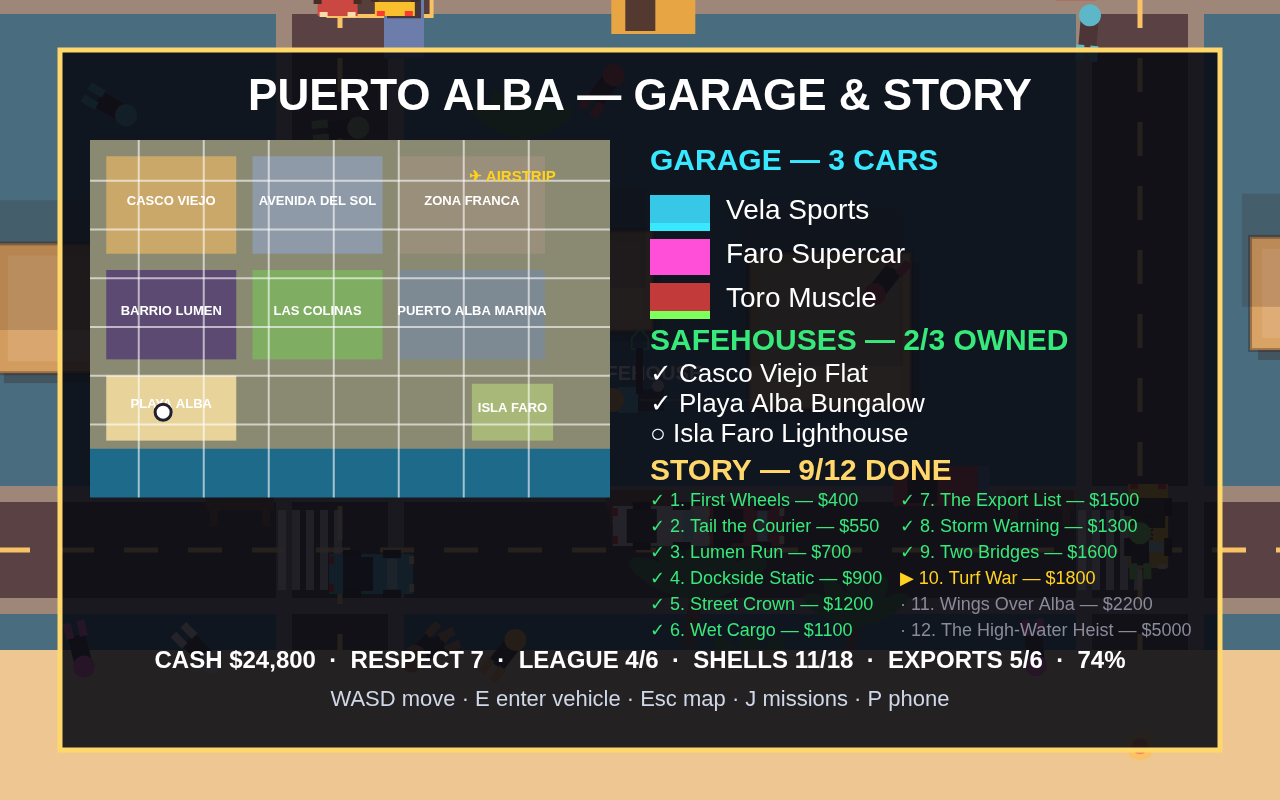 PUERTO ALBA — GARAGE & STORY
✈ AIRSTRIP
CASCO VIEJO
AVENIDA DEL SOL
ZONA FRANCA
BARRIO LUMEN
LAS COLINAS
PUERTO ALBA MARINA
PLAYA ALBA
ISLA FARO
GARAGE — 3 CARS
Vela Sports
Faro Supercar
Toro Muscle
SAFEHOUSES — 2/3 OWNED
✓ Casco Viejo Flat
✓ Playa Alba Bungalow
○ Isla Faro Lighthouse
STORY — 9/12 DONE
✓ 1. First Wheels — $400
✓ 2. Tail the Courier — $550
✓ 3. Lumen Run — $700
✓ 4. Dockside Static — $900
✓ 5. Street Crown — $1200
✓ 6. Wet Cargo — $1100
✓ 7. The Export List — $1500
✓ 8. Storm Warning — $1300
✓ 9. Two Bridges — $1600
▶ 10. Turf War — $1800
· 11. Wings Over Alba — $2200
· 12. The High-Water Heist — $5000
CASH $24,800 · RESPECT 7 · LEAGUE 4/6 · SHELLS 11/18 · EXPORTS 5/6 · 74%
WASD move · E enter vehicle · Esc map · J missions · P phone